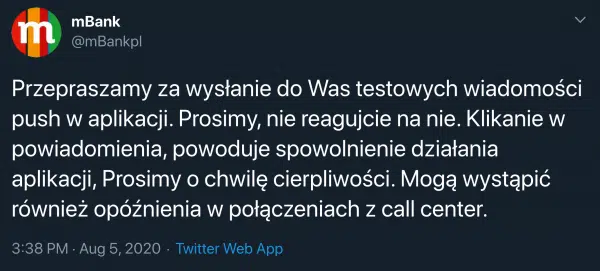 m
mBank
@mBankpl
Przepraszamy za wysłanie do Was testowych wiadomości
push w aplikacji. Prosimy, nie reagujcie na nie. Klikanie w
powiadomienia, powoduje spowolnienie działania
aplikacji, Prosimy o chwilę cierpliwości. Mogą wystąpić
również opóźnienia w połączeniach z call center.
3:38 PM · Aug 5, 2020 · Twitter Web App